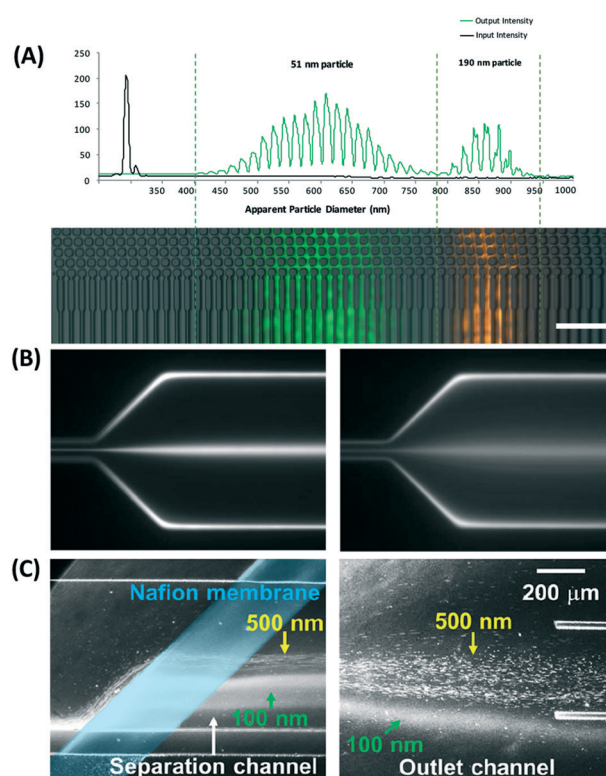 Output Intensity
Input Intensity
(A)
51 nm particle
190 nm particle
250
200
150
100
50
0
350 400 450 500 550 600 650 700 750 800 850 900 950 1000
Apparent Particle Diameter (nm)
(B)
(C)
Nafion membrane
500 nm
100 nm
Separation channel
200 μm
500 nm
100 nm
Outlet channel